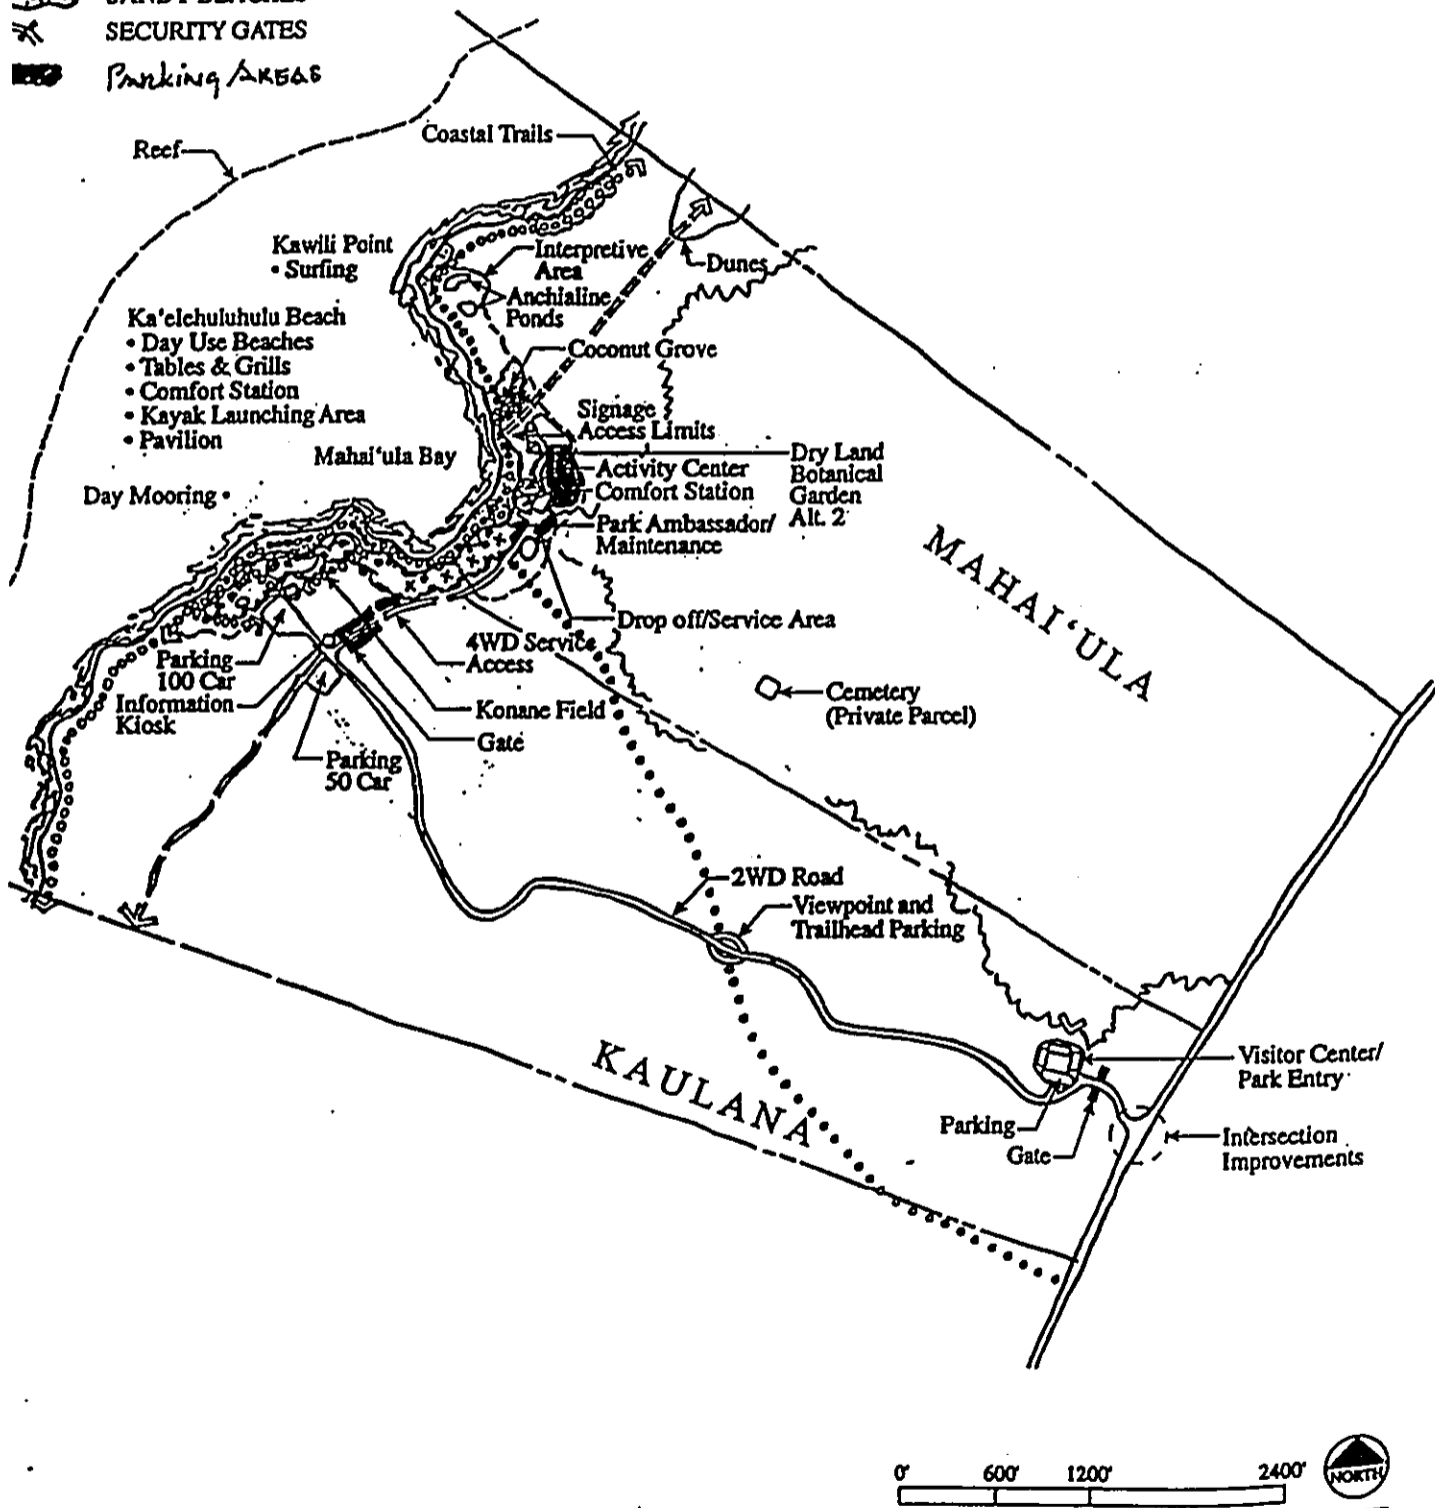 SANDY BEACHES
SECURITY GATES
Parking AREAS
Reef
Coastal Trails
Kawili Point
• Surfing
Interpretive
Area
Anchialine
Ponds
Dunes
Ka'elehuluhulu Beach
• Day Use Beaches
• Tables & Grills
• Comfort Station
• Kayak Launching Area
• Pavilion
Coconut Grove
Signage
Access Limits
Mahai'ula Bay
Day Mooring •
Activity Center
Comfort Station
Dry Land
Botanical
Garden
Alt. 2
Park Ambassador/
Maintenance
MAHAI'ULA
Drop off/Service Area
4WD Service
Access
Parking
100 Car
Information
Kiosk
Konane Field
Gate
Parking
50 Car
Cemetery
(Private Parcel)
2WD Road
Viewpoint and
Trailhead Parking
KAULANA
Visitor Center/
Park Entry
Parking
Gate
Intersection
Improvements
0' 600' 1200' 2400'
NORTH